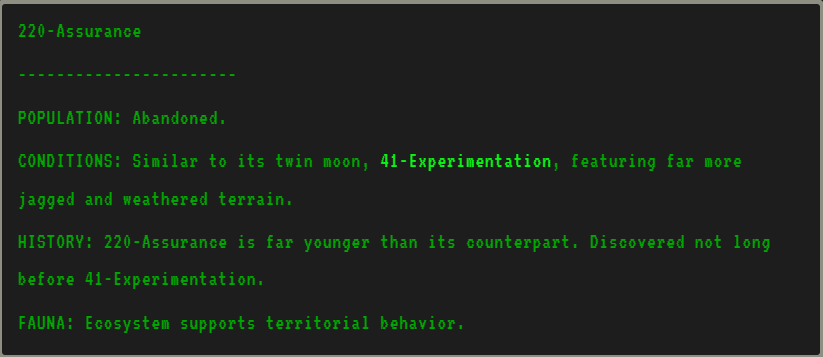 220-Assurance
-----------------------
POPULATION: Abandoned.
CONDITIONS: Similar to its twin moon, 41-Experimentation, featuring far more
jagged and weathered terrain.
HISTORY: 220-Assurance is far younger than its counterpart. Discovered not long
before 41-Experimentation.
FAUNA: Ecosystem supports territorial behavior.